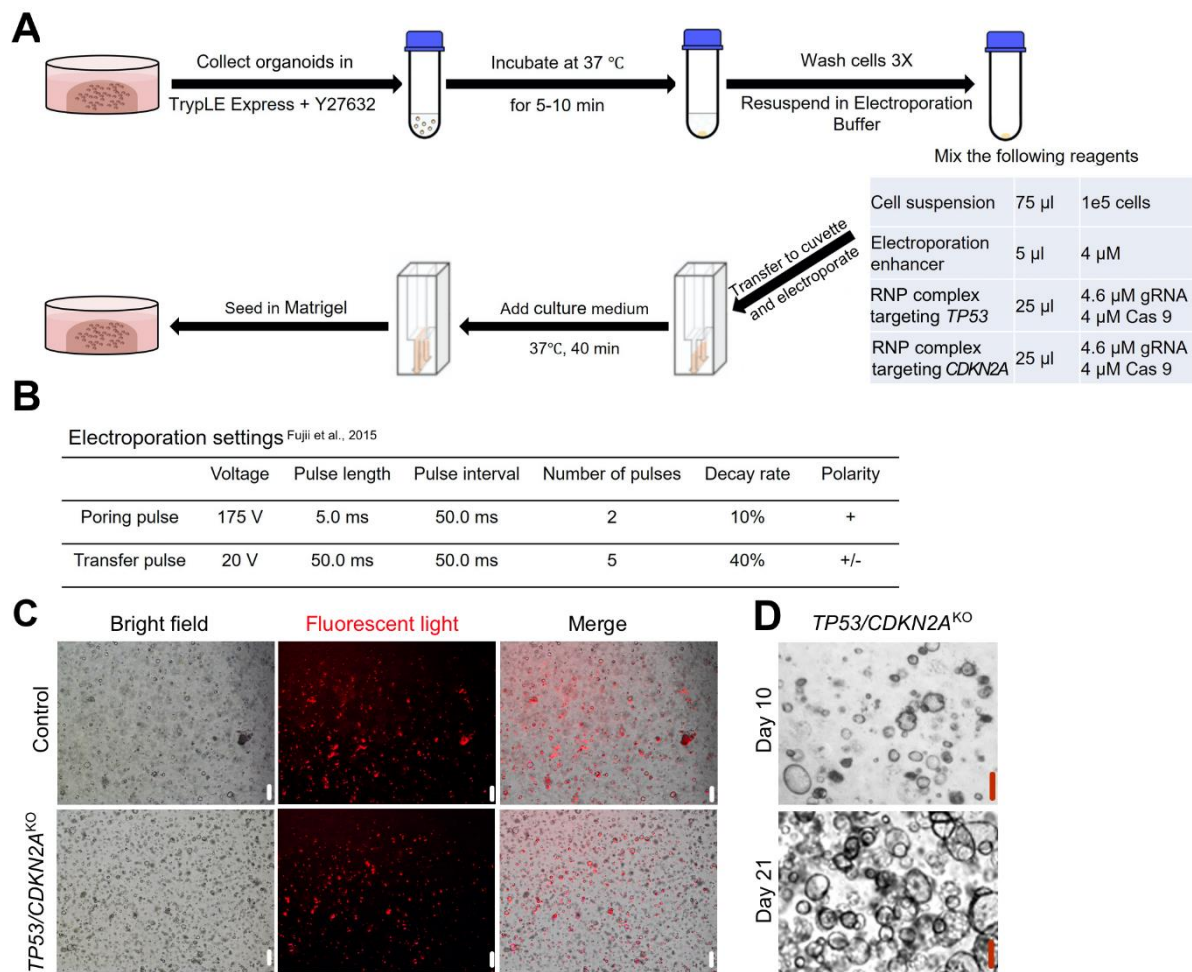 A
Collect organoids in
TrypLE Express + Y27632
Incubate at 37 ℃
for 5-10 min
Wash cells 3X
Resuspend in Electroporation
Buffer
Mix the following reagents
Cell suspension 75 µl 1e5 cells
Electroporation
enhancer 5 µl 4 µM
RNP complex
targeting TP53 25 µl 4.6 µM gRNA
4 µM Cas 9
RNP complex
targeting CDKN2A 25 µl 4.6 µM gRNA
4 µM Cas 9
Transfer to cuvette
and electroporate
Add culture medium
37℃, 40 min
Seed in Matrigel
B
Electroporation settings Fujii et al., 2015
Voltage Pulse length Pulse interval Number of pulses Decay rate Polarity
Poring pulse 175 V 5.0 ms 50.0 ms 2 10% +
Transfer pulse 20 V 50.0 ms 50.0 ms 5 40% +/-
C
Bright field Fluorescent light Merge
Control
TP53/CDKN2AKO
D
TP53/CDKN2AKO
Day 10
Day 21